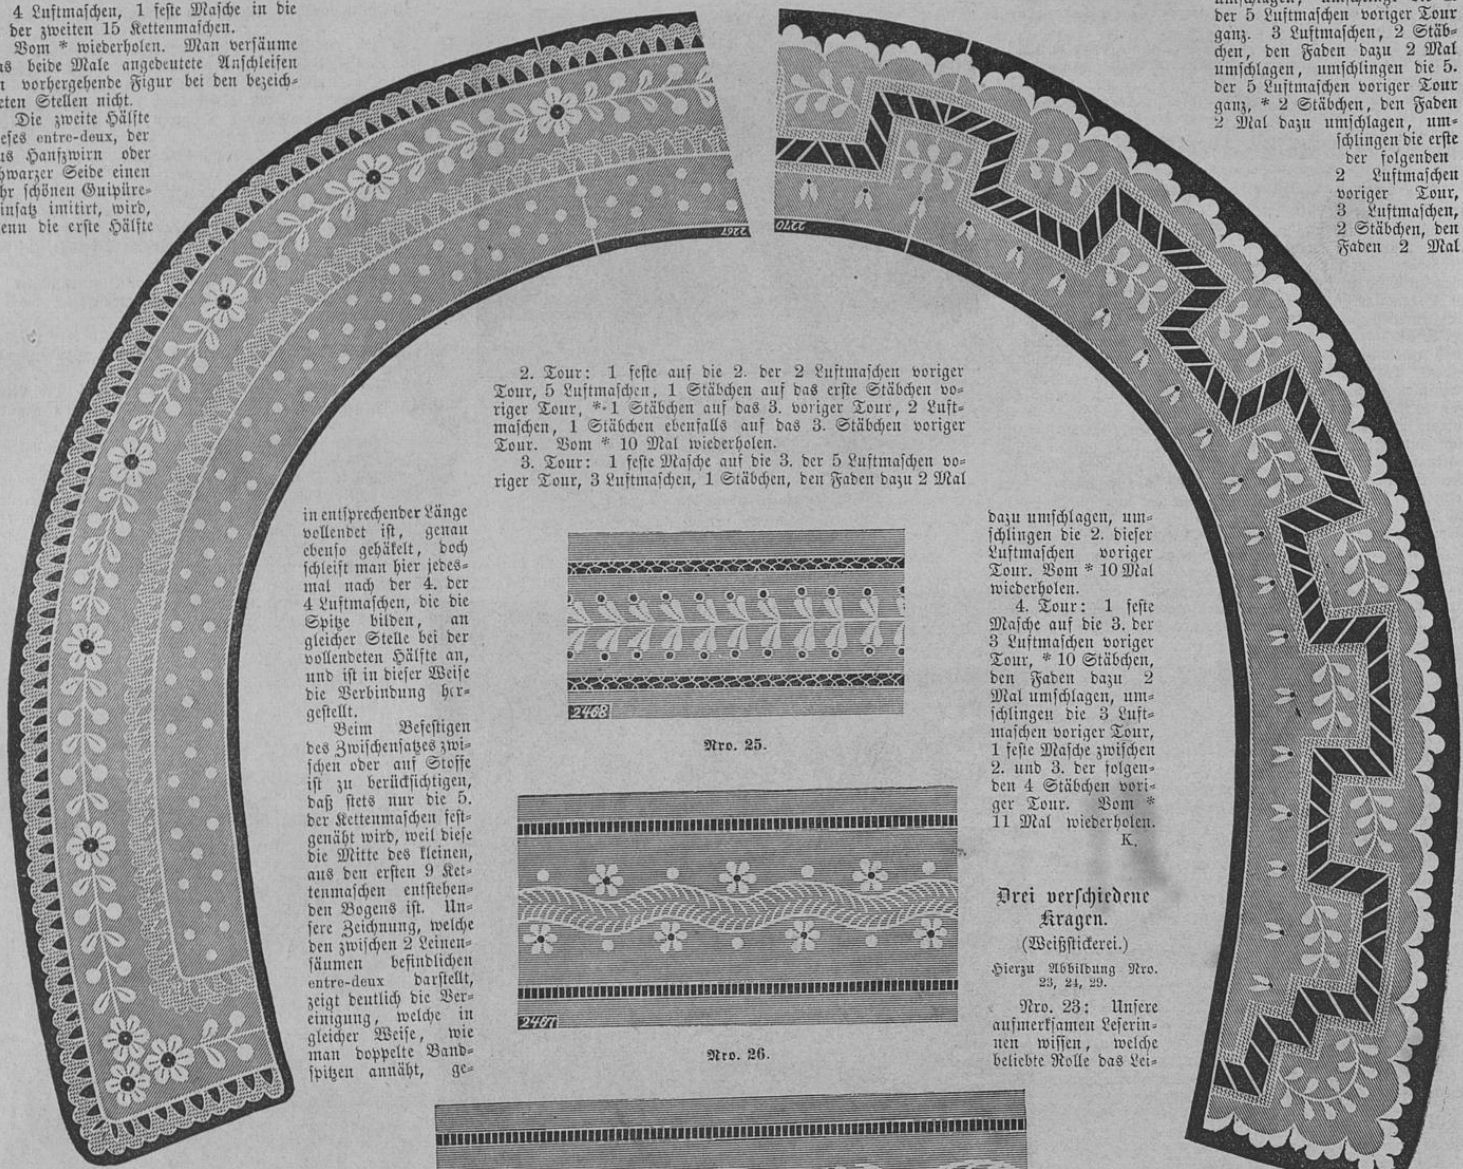 4 Luftmaſchen, 1 feſte Maſche in die
der zweiten 15 Kettenmaſchen.
Vom * wiederholen. Man verſäume
beide Male angedeutete Anſchleifen
vorhergehende Figur bei den bezeich-
Stellen nicht.
Die zweite Hälfte
entre-deux, der
Hanfzwirn oder
Seide einen
ſchönen Guipüre-
imitirt, wird,
die erſte Hälfte
in entſprechender Länge
vollendet iſt, genau
ebenſo gehäkelt, doch
ſchleift man hier jedes-
mal nach der 4. der
4 Luftmaſchen, die die
Spitze bilden, an
gleicher Stelle bei der
vollendeten Hälfte an,
und iſt in dieſer Weiſe
die Verbindung her-
geſtellt.
Beim Befeſtigen
des Zwiſchenſatzes zwi-
ſchen oder auf Stoffe
iſt zu berückſichtigen,
daß ſtets nur die 5.
der Kettenmaſchen feſt-
genäht wird, weil dieſe
die Mitte des kleinen,
aus den erſten 9 Ket-
tenmaſchen entſtehen-
den Bogens iſt. Un-
ſere Zeichnung, welche
den zwiſchen 2 Leinen-
ſäumen befindlichen
entre-deux darſtellt,
zeigt deutlich die Ver-
einigung, welche in
gleicher Weiſe, wie
man doppelte Band-
ſpitzen annäht, ge-
2267
2270
2. Tour: 1 feſte auf die 2. der 2 Luftmaſchen voriger
Tour, 5 Luftmaſchen, 1 Stäbchen auf das erſte Stäbchen vo-
riger Tour, * 1 Stäbchen auf das 3. voriger Tour, 2 Luft-
maſchen, 1 Stäbchen ebenfalls auf das 3. Stäbchen voriger
Tour. Vom * 10 Mal wiederholen.
3. Tour: 1 feſte Maſche auf die 3. der 5 Luftmaſchen vo-
riger Tour, 3 Luftmaſchen, 1 Stäbchen, den Faden dazu 2 Mal
2468
Nro. 25.
2467
Nro. 26.
der 5 Luftmaſchen voriger Tour
ganz. 3 Luftmaſchen, 2 Stäb-
chen, den Faden dazu 2 Mal
umſchlagen, umſchlingen die 5.
der 5 Luftmaſchen voriger Tour
ganz, * 2 Stäbchen, den Faden
2 Mal dazu umſchlagen, um-
ſchlingen die erſte
der folgenden
2 Luftmaſchen
voriger Tour,
3 Luftmaſchen,
2 Stäbchen, den
Faden 2 Mal
dazu umſchlagen, um-
ſchlingen die 2. dieſer
Luftmaſchen voriger
Tour. Vom * 10 Mal
wiederholen.
4. Tour: 1 feſte
Maſche auf die 3. der
3 Luftmaſchen voriger
Tour, * 10 Stäbchen,
den Faden dazu 2
Mal umſchlagen, um-
ſchlingen die 3 Luft-
maſchen voriger Tour,
1 feſte Maſche zwiſchen
2. und 3. der folgen-
den 4 Stäbchen vori-
ger Tour. Vom *
11 Mal wiederholen.
K.
Drei verſchiedene
Kragen.
(Weißſtickerei.)
Hierzu Abbildung Nro.
23, 24, 29.
Nro. 23: Unſere
aufmerkſamen Leſerin-
nen wiſſen, welche
beliebte Rolle das Lei-